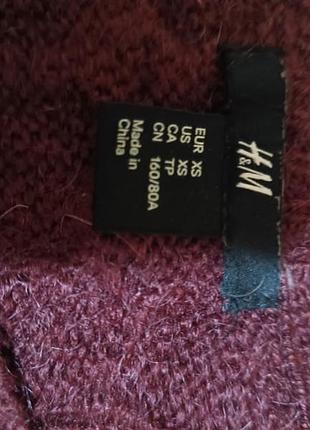 H&M
EUR XS
US XS
CA TP
CN 160/80A
Made in
China